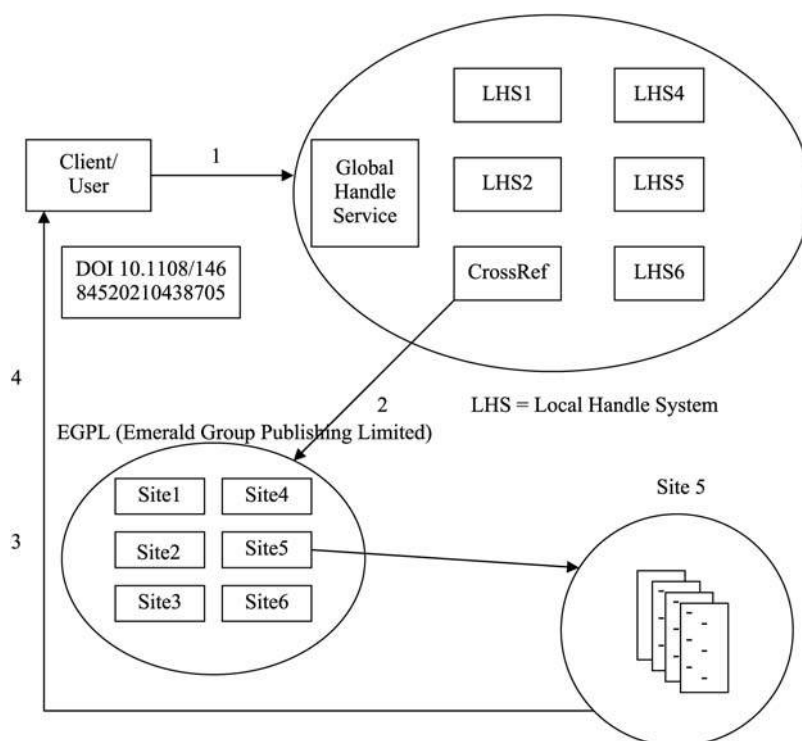 LHS1
LHS4
1
Client/
User
Global
Handle
Service
LHS2
LHS5
DOI 10.1108/146
84520210438705
CrossRef
LHS6
4
2
LHS = Local Handle System
EGPL (Emerald Group Publishing Limited)
Site1
Site4
Site 5
3
Site2
Site5
Site3
Site6